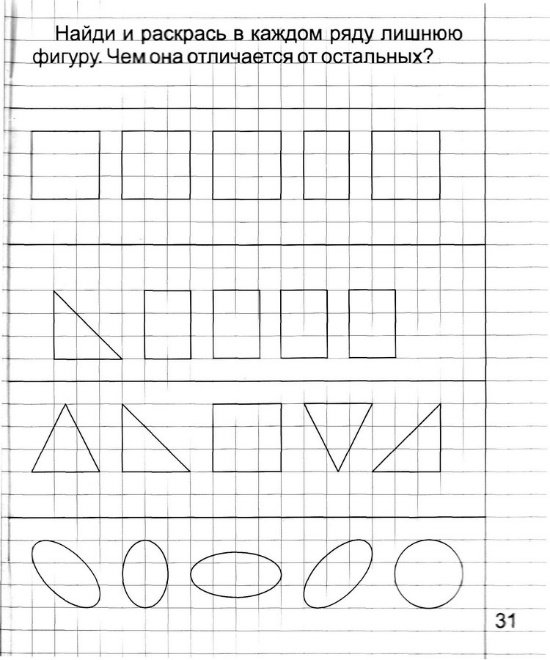 Найди и раскрась в каждом ряду лишнюю
фигуру. Чем она отличается от остальных?
31